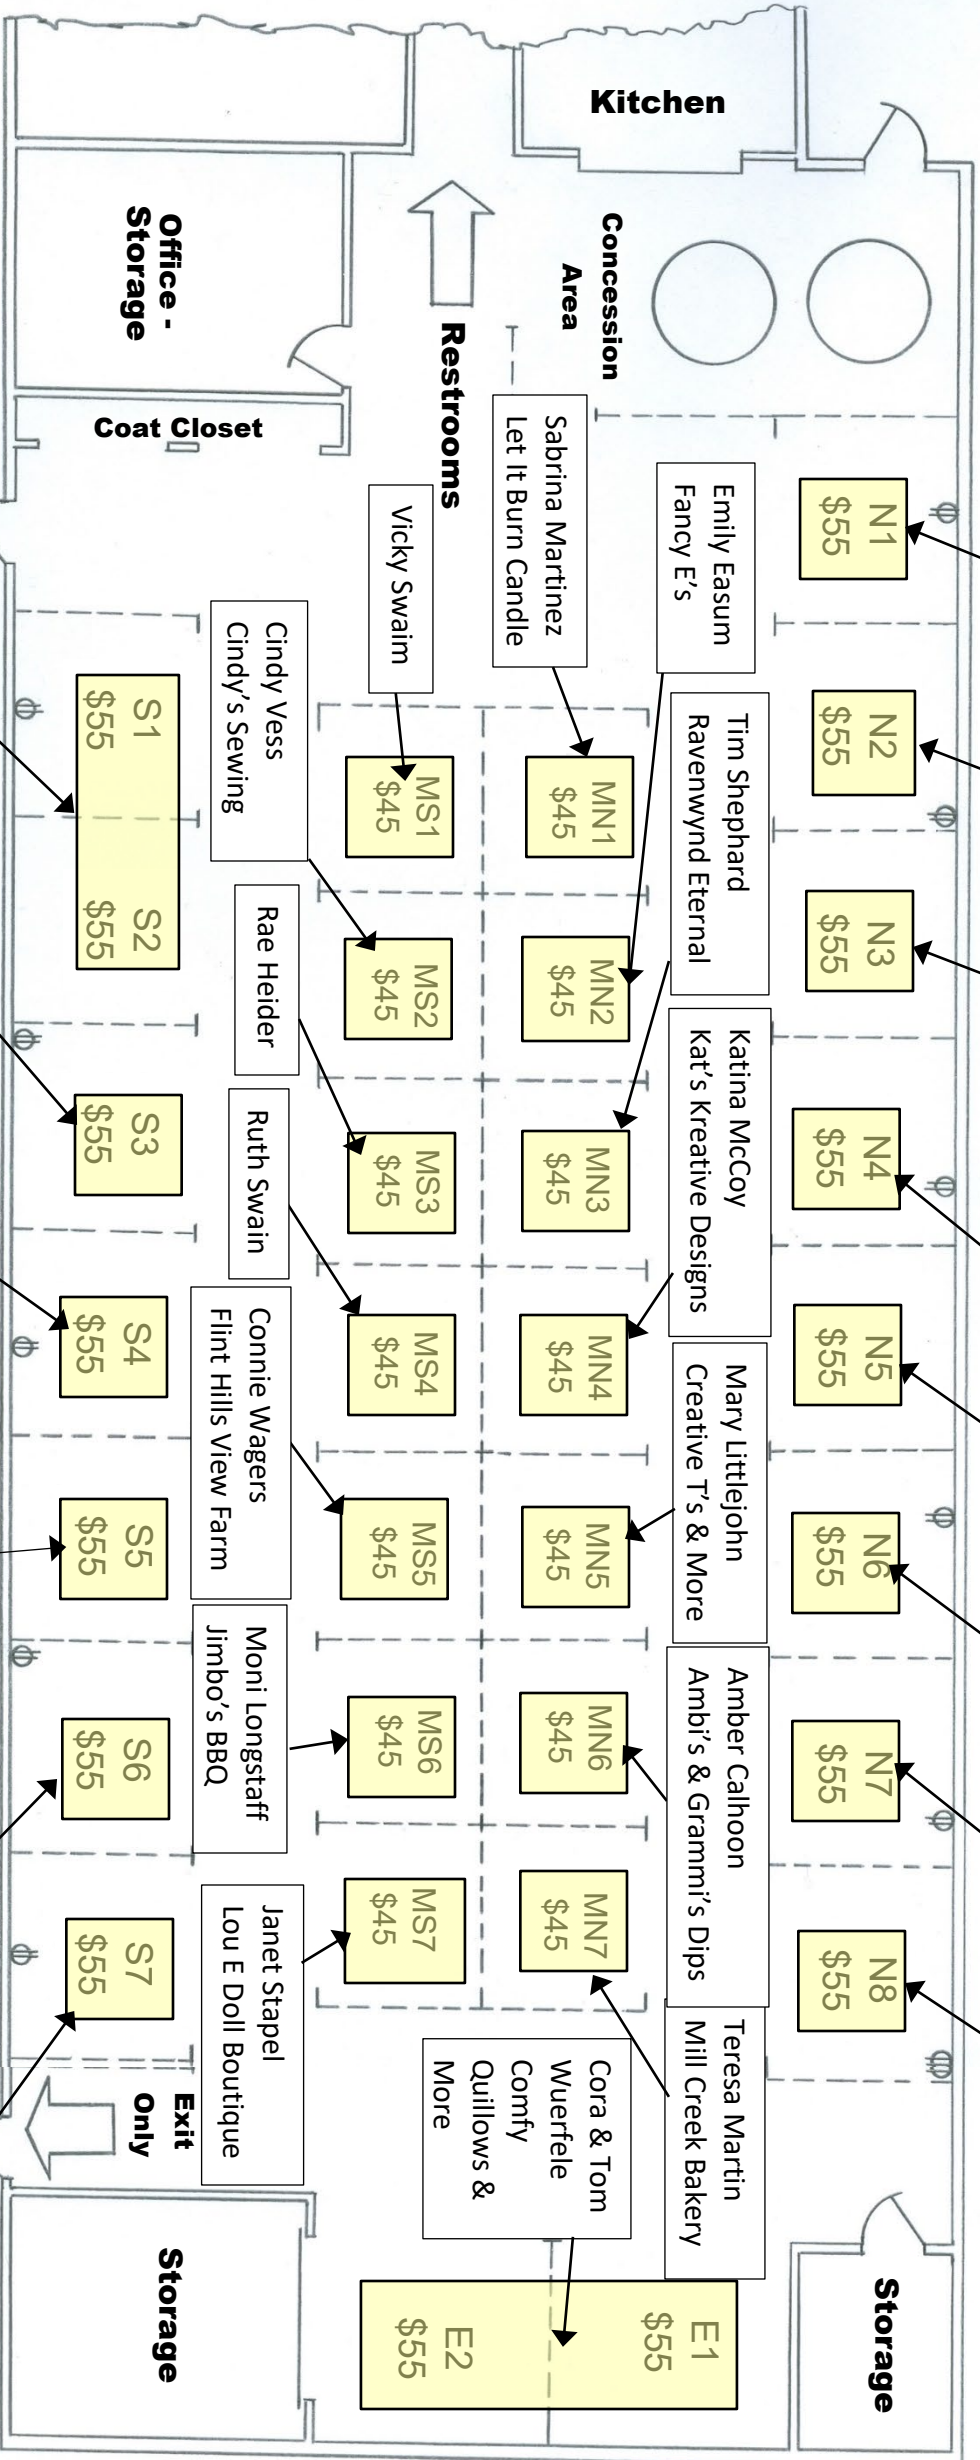 Kitchen
Office -
Storage
Concession
Area
Restrooms
Coat Closet
N1
$55
N2
$55
N3
$55
N4
$55
N5
$55
N6
$55
N7
$55
N8
$55
Emily Easum
Fancy E's
Tim Shephard
Ravenwynd Eternal
Katina McCoy
Kat's Kreative Designs
Mary Littlejohn
Creative T's & More
Amber Calhoon
Ambi's & Grammi's Dips
Teresa Martin
Mill Creek Bakery
Sabrina Martinez
Let It Burn Candle
MN1
$45
MN2
$45
MN3
$45
MN4
$45
MN5
$45
MN6
$45
MN7
$45
Cora & Tom
Wuerfele
Comfy
Quillows &
More
E1
$55
E2
$55
Vicky Swaim
MS1
$45
MS2
$45
MS3
$45
MS4
$45
MS5
$45
MS6
$45
MS7
$45
Cindy Vess
Cindy's Sewing
Rae Heider
Ruth Swain
Connie Wagers
Flint Hills View Farm
Moni Longstaff
Jimbo's BBQ
Janet Stapel
Lou E Doll Boutique
S1
$55
S2
$55
S3
$55
S4
$55
S5
$55
S6
$55
S7
$55
Exit
Only
Storage
Storage